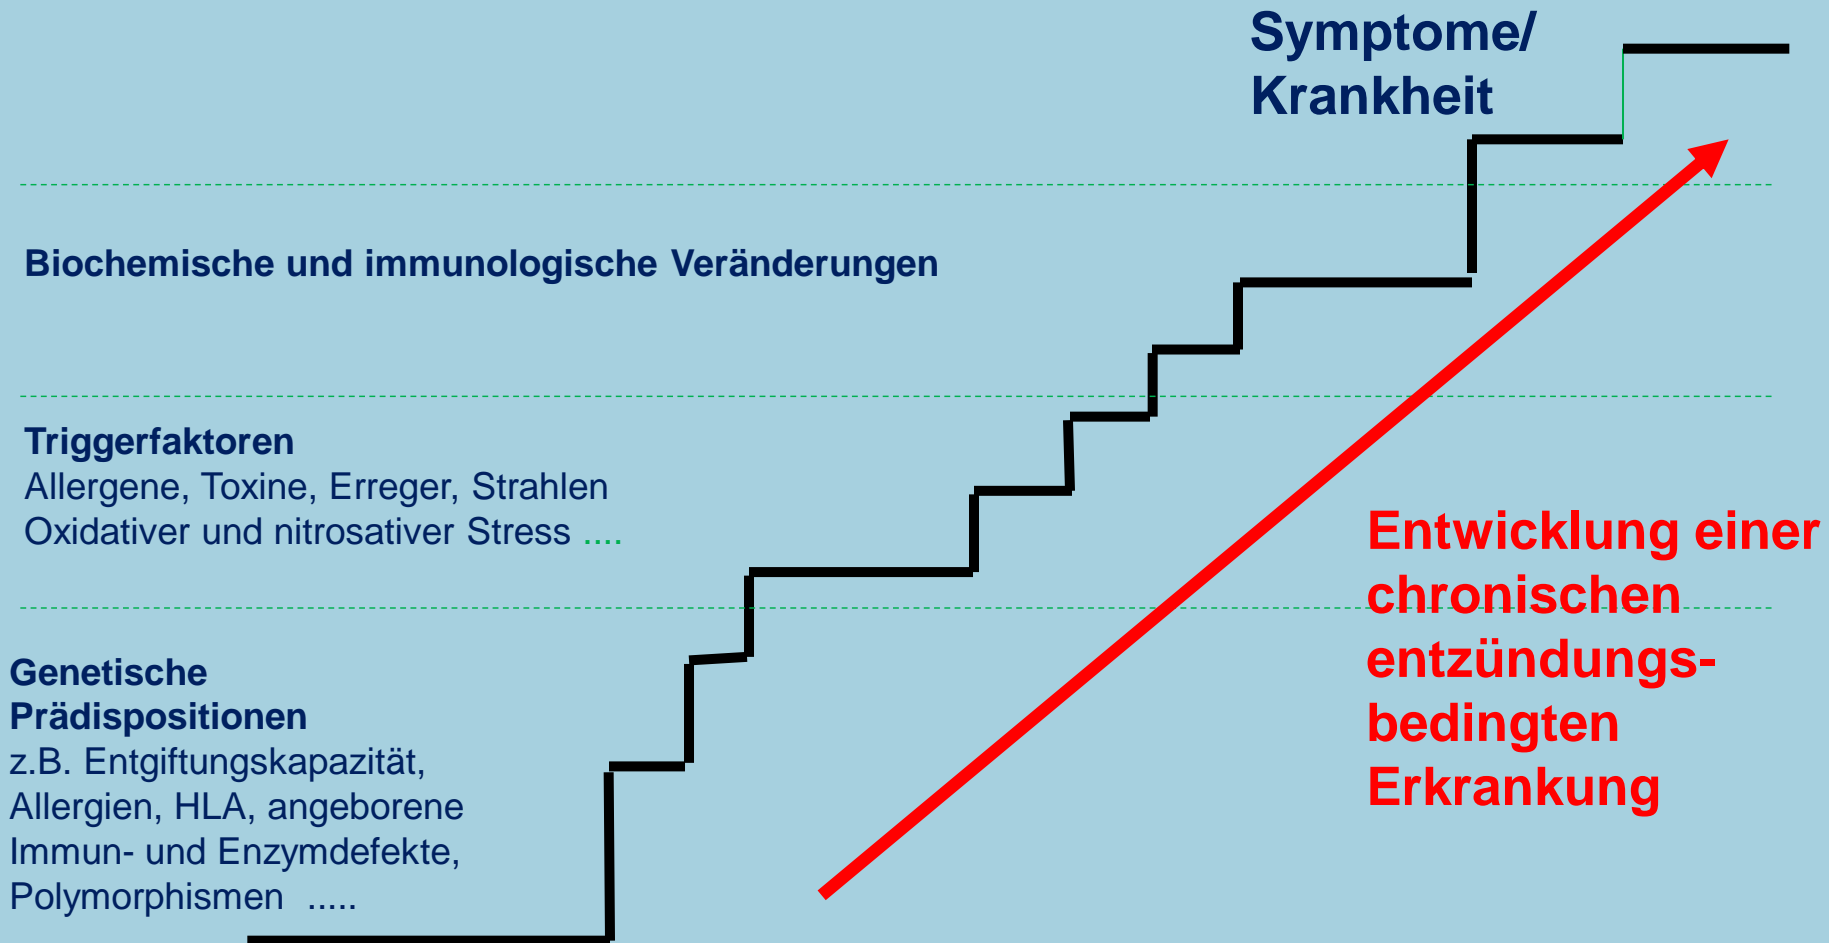 Symptome/
Krankheit
Biochemische und immunologische Veränderungen
Triggerfaktoren
Allergene, Toxine, Erreger, Strahlen
Oxidativer und nitrosativer Stress ....
Genetische
Prädispositionen
z.B. Entgiftungskapazität,
Allergien, HLA, angeborene
Immun- und Enzymdefekte,
Polymorphismen .....
Entwicklung einer
chronischen
entzündungs-
bedingten
Erkrankung